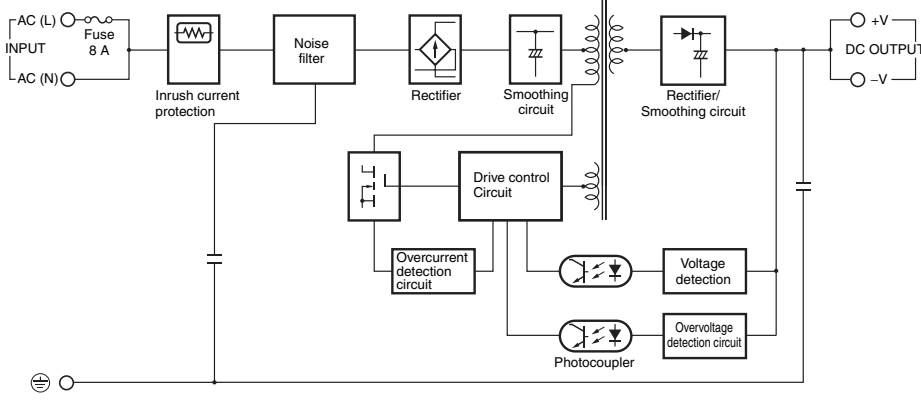 AC (L)
Fuse
8 A
INPUT
AC (N)
Inrush current
protection
Noise
filter
Rectifier
Smoothing
circuit
Rectifier/
Smoothing circuit
+V
DC OUTPUT
–V
Drive control
Circuit
Overcurrent
detection
circuit
Voltage
detection
Overvoltage
detection circuit
Photocoupler